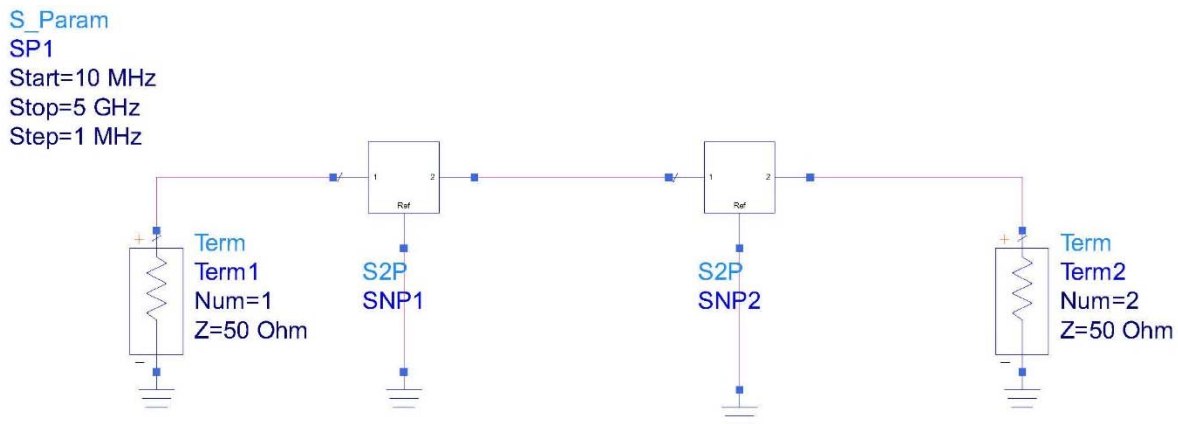 S_Param
SP1
Start=10 MHz
Stop=5 GHz
Step=1 MHz
1 2
Ref
1 2
Ref
+
Term
Term1
Num=1
Z=50 Ohm
-
S2P
SNP1
S2P
SNP2
+
Term
Term2
Num=2
Z=50 Ohm
-